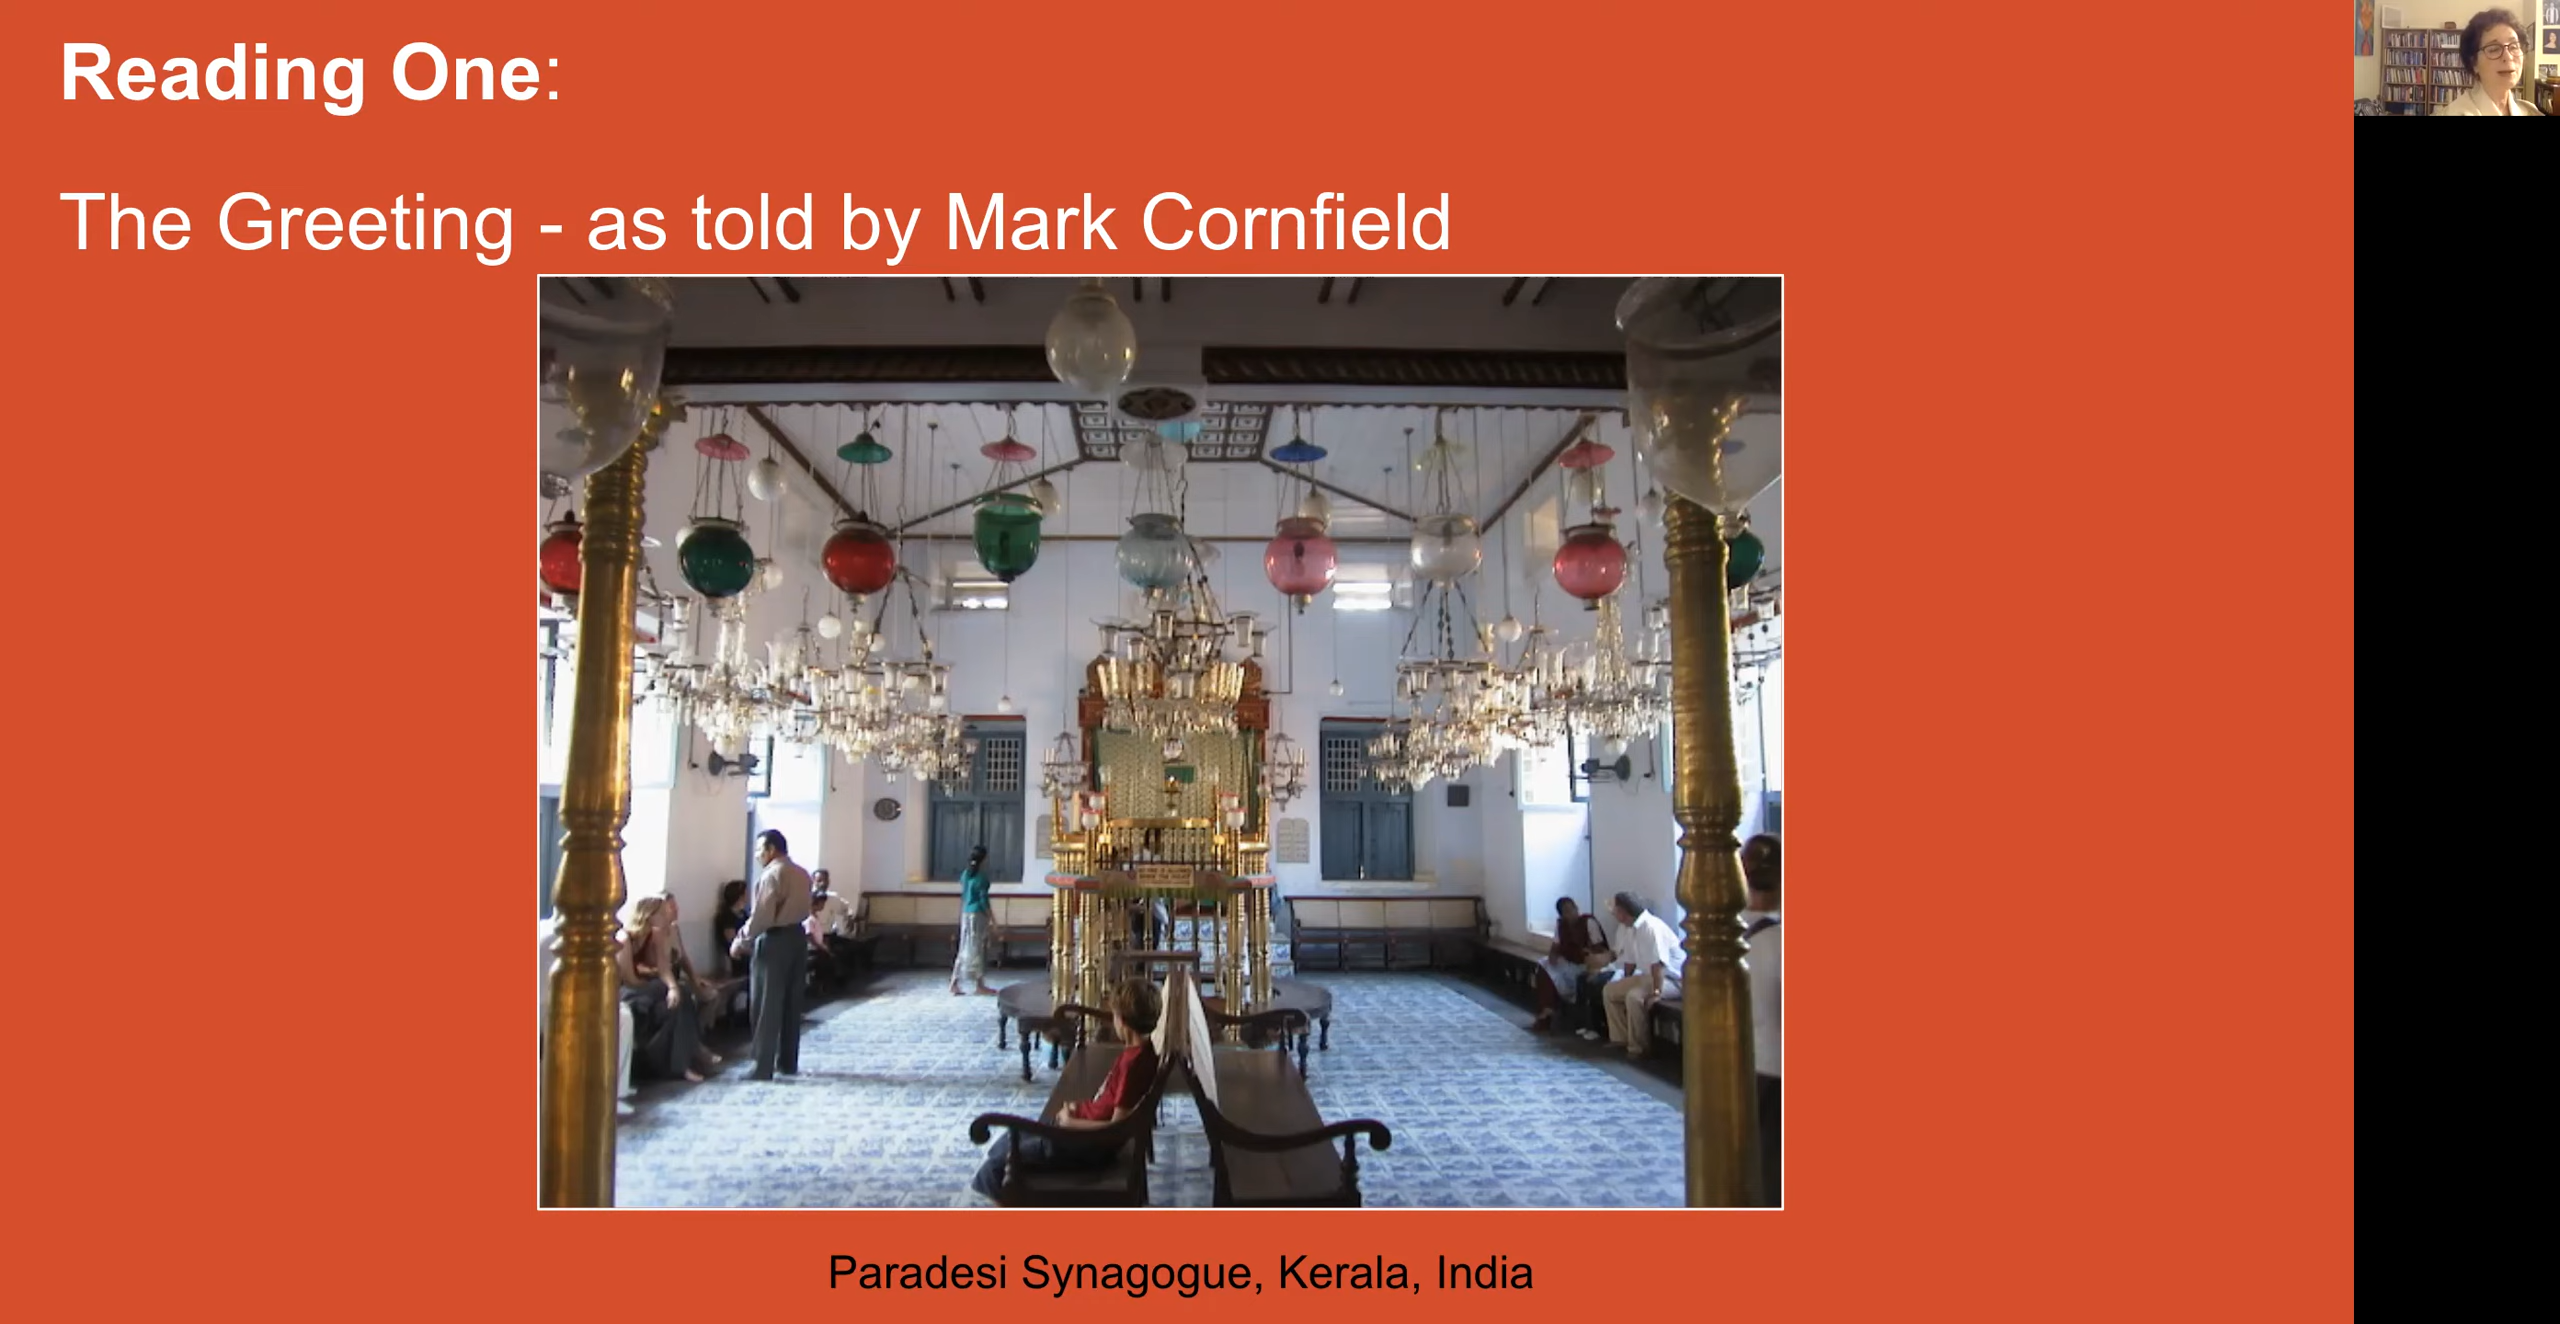 Reading One:
The Greeting - as told by Mark Cornfield
Paradesi Synagogue, Kerala, India